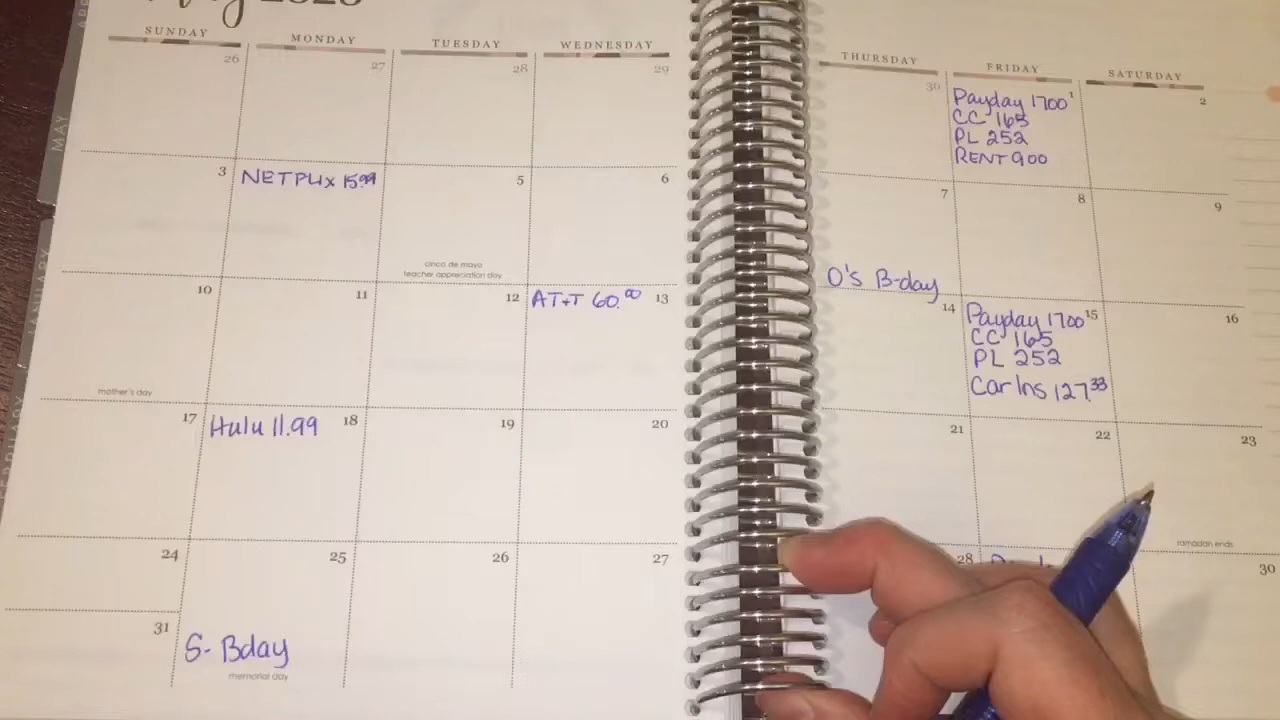 SUNDAY MONDAY TUESDAY WEDNESDAY THURSDAY FRIDAY SATURDAY
26 27 28 29 30 1 2
Payday 1700
CC 165
PL 252
RENT 900
3 NETFLIX 15.99 5 6 7 8 9
cinco de mayo
teacher appreciation day
O's B-day
10 11 12 AT+T 60.00 13 14 15 16
Payday 1700
CC 165
PL 252
Car Ins 127.33
mother's day
17 Hulu 11.99 18 19 20 21 22 23
ramadan ends
24 25 26 27 28 30
31
S- Bday
memorial day
APR
MAY
JANUARY
FEBRUARY